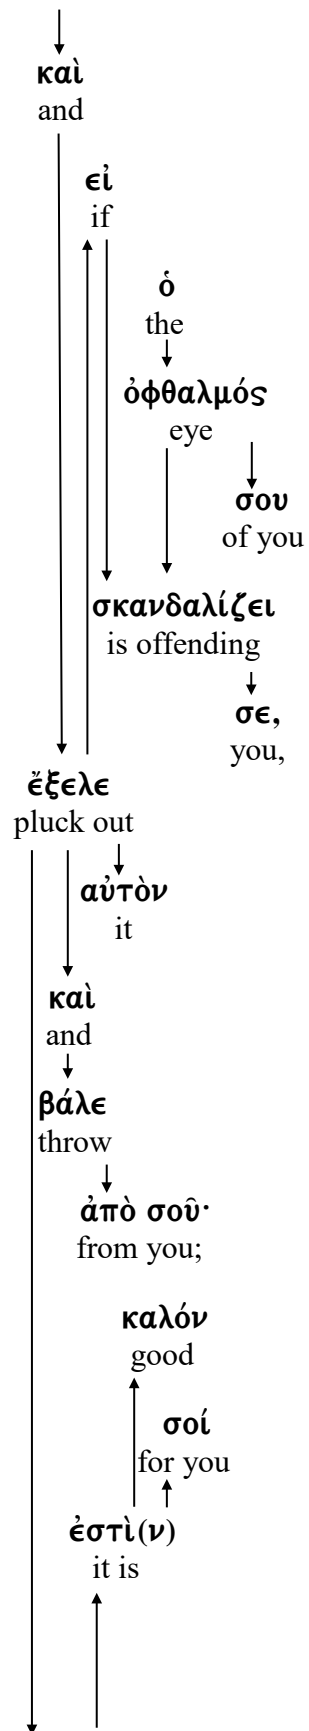 καὶ
and
εἰ
if
ὁ
the
ὀφθαλμός
eye
σου
of you
σκανδαλίζει
is offending
σε,
you,
ἔξελε
pluck out
αὐτὸν
it
καὶ
and
βάλε
throw
ἀπὸ σοῦ·
from you;
καλόν
good
σοί
for you
ἐστὶ(ν)
it is